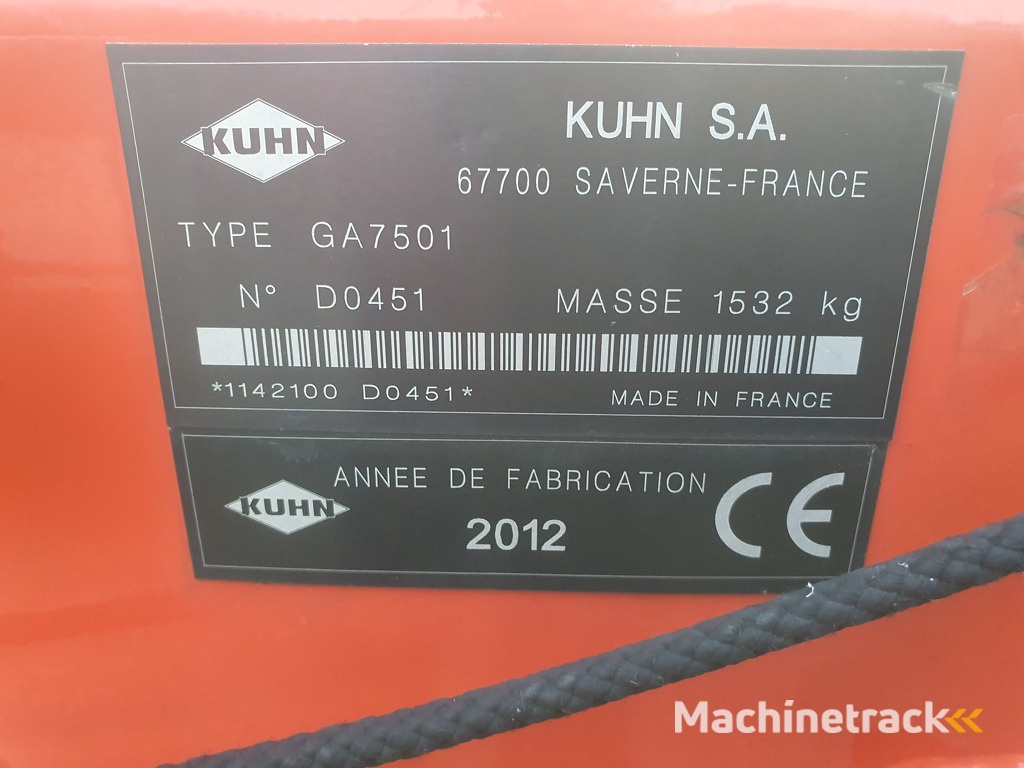 KUHN
KUHN S.A.
67700 SAVERNE-FRANCE
TYPE GA7501
N° D0451 MASSE 1532 kg
*1142100 D0451* MADE IN FRANCE
KUHN
ANNEE DE FABRICATION
2012
CE
Machinetrack